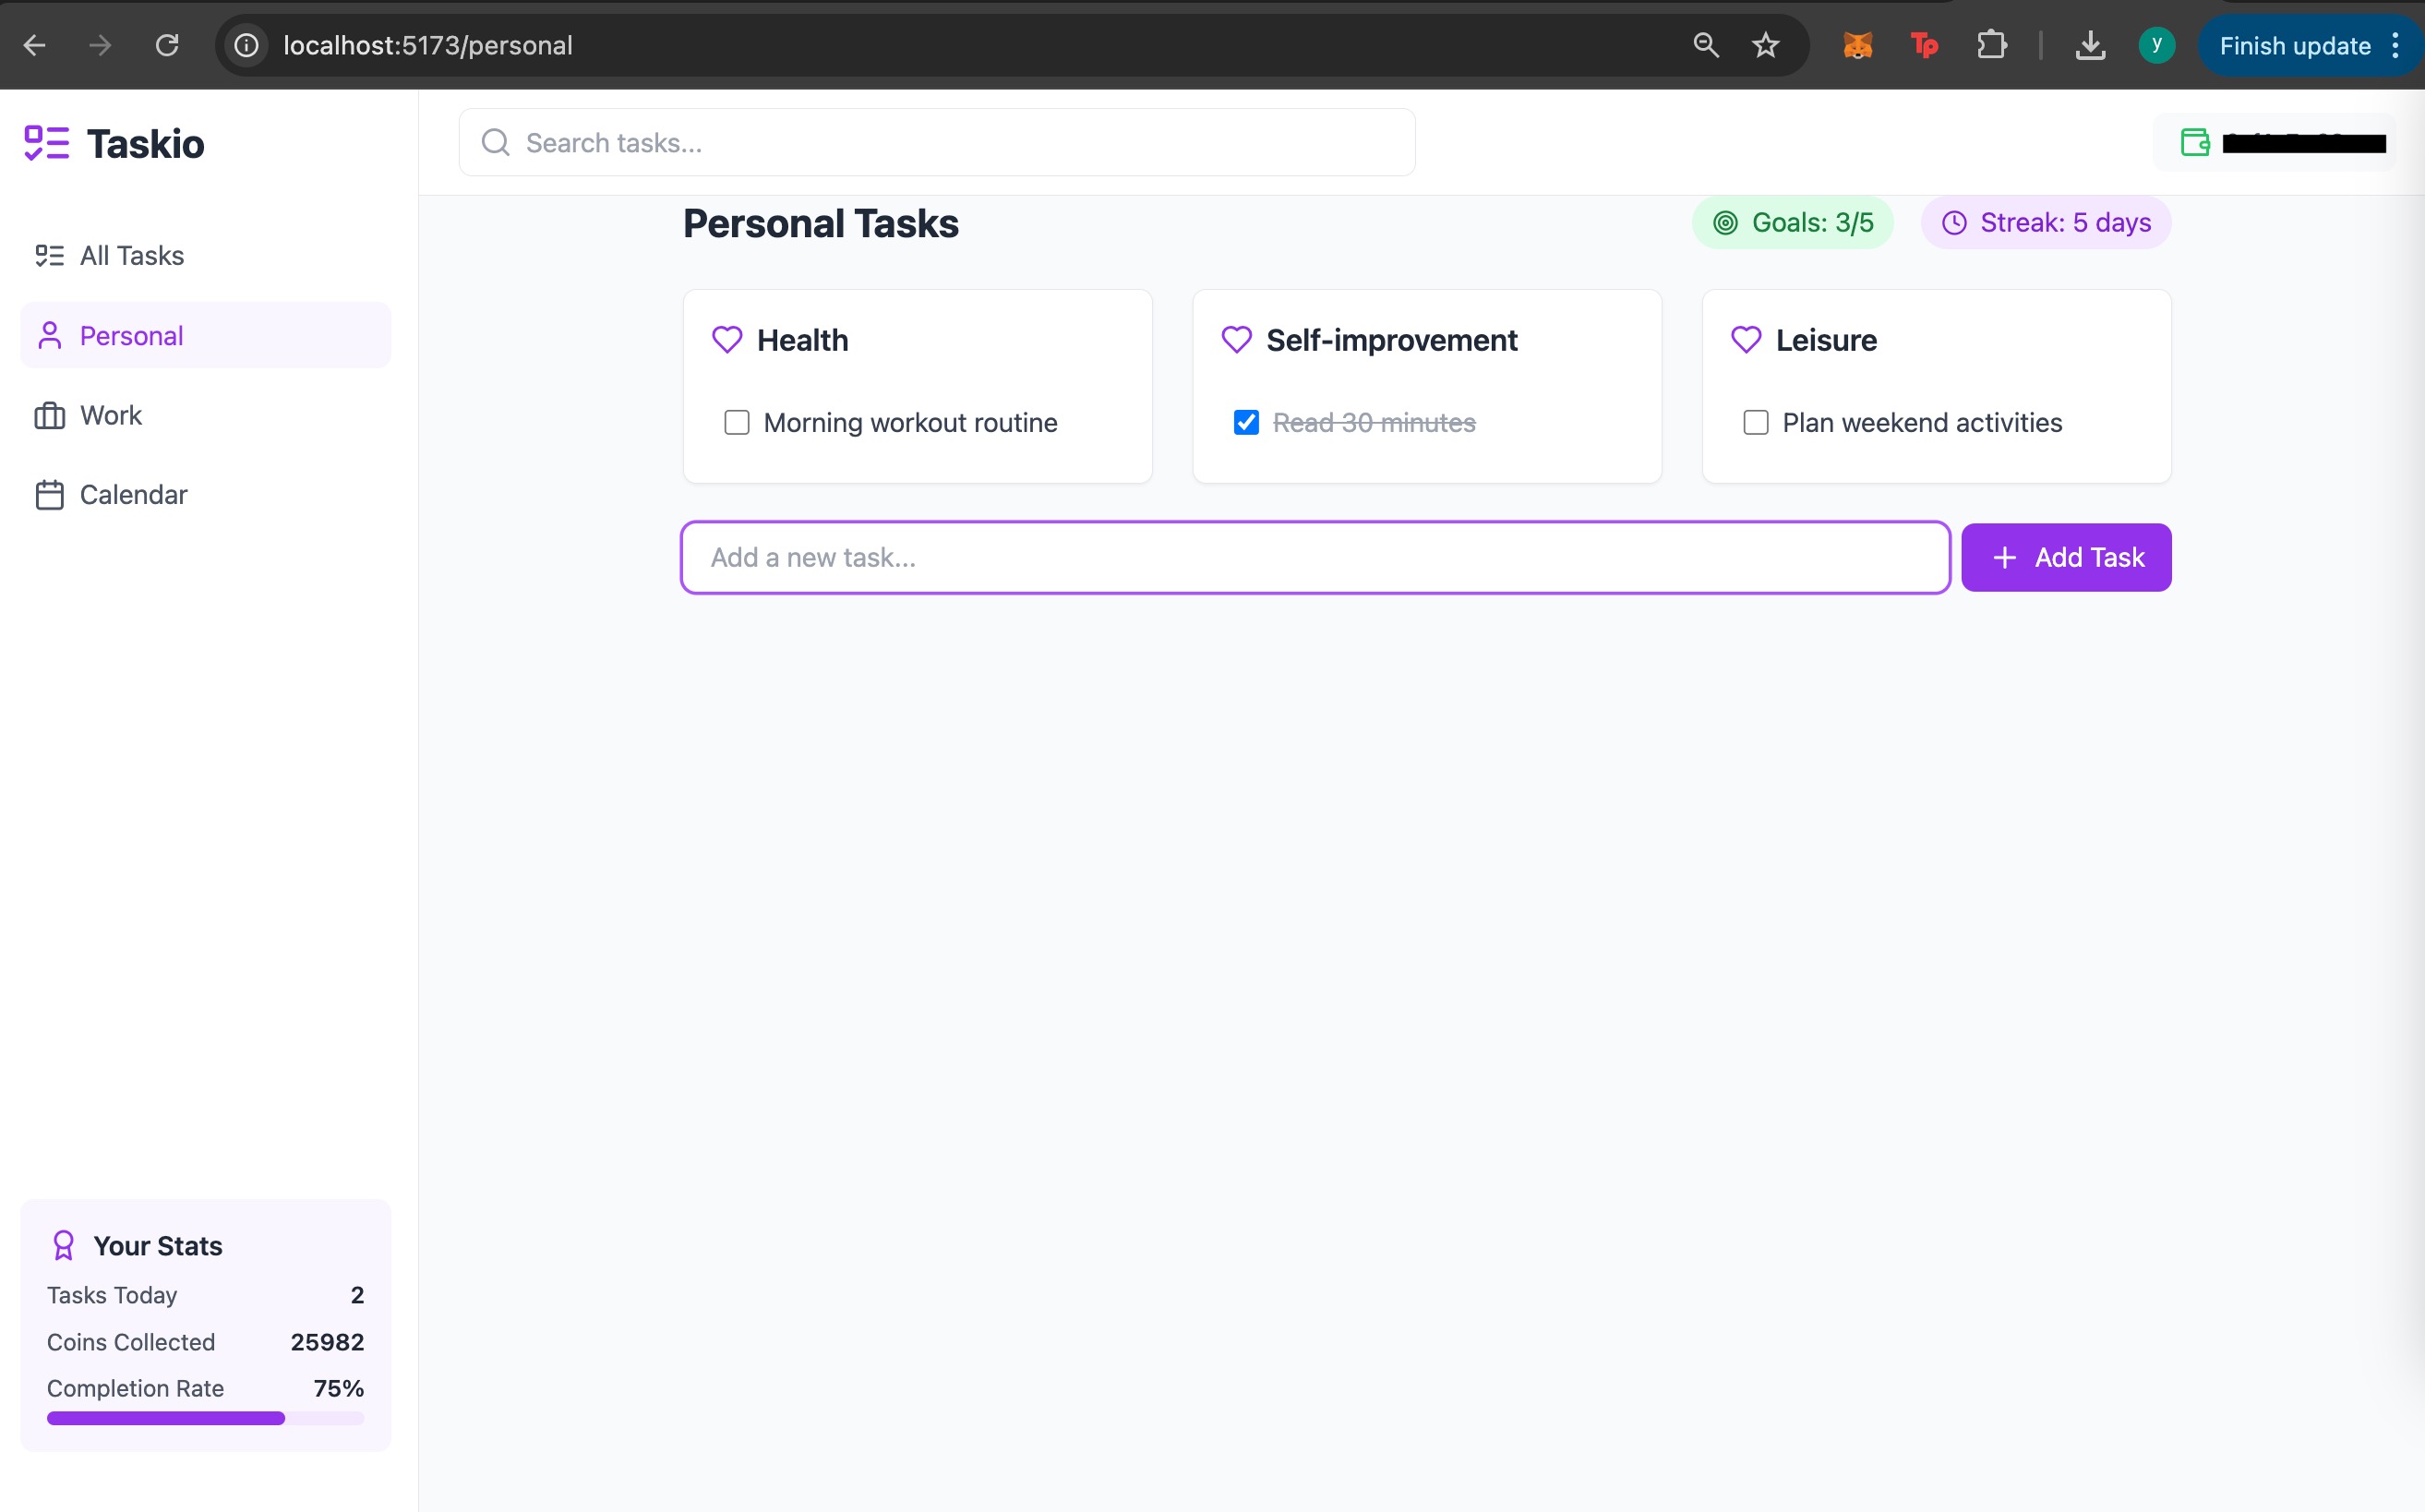 localhost:5173/personal
Tp
y
Finish update
Taskio
Search tasks...
All Tasks
Personal
Work
Calendar
Personal Tasks
Goals: 3/5
Streak: 5 days
Health
Self-improvement
Leisure
Morning workout routine
Read 30 minutes
Plan weekend activities
Add a new task...
+ Add Task
Your Stats
Tasks Today 2
Coins Collected 25982
Completion Rate 75%